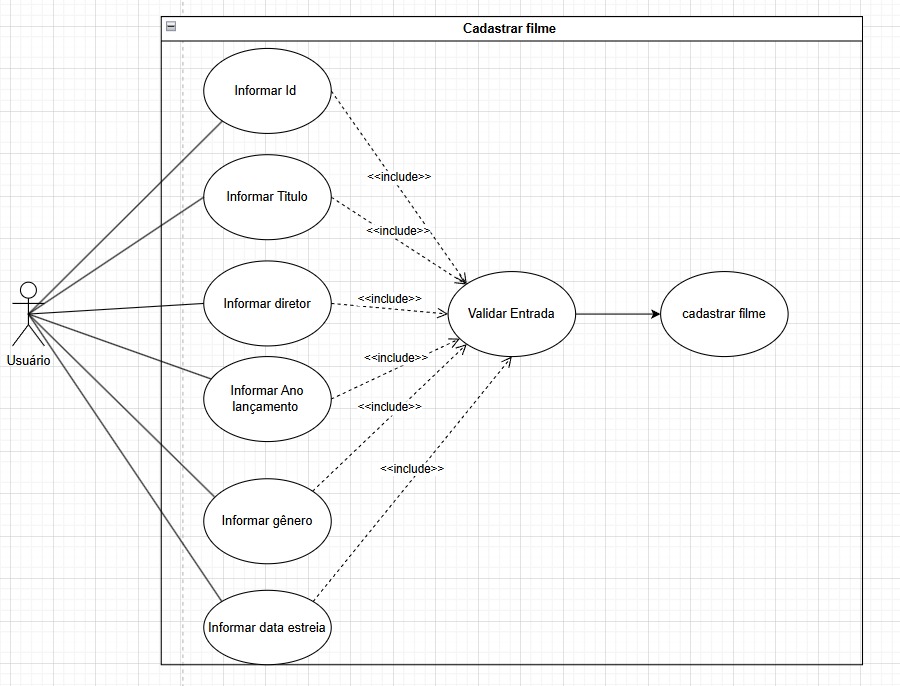 Cadastrar filme
Informar Id
<<include>>
Informar Titulo
<<include>>
Informar diretor
<<include>>
Validar Entrada
cadastrar filme
Usuário
<<include>>
Informar Ano
lançamento
<<include>>
<<include>>
Informar gênero
Informar data estreia